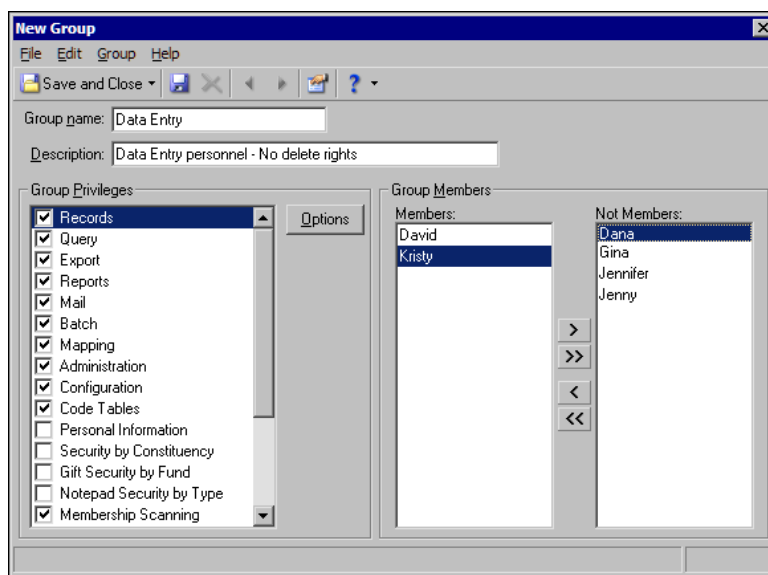 New Group
File Edit Group Help
Save and Close ?
Group name: Data Entry
Description: Data Entry personnel - No delete rights
Group Privileges
Records
Query
Export
Reports
Mail
Batch
Mapping
Administration
Configuration
Code Tables
Personal Information
Security by Constituency
Gift Security by Fund
Notepad Security by Type
Membership Scanning
Options
Group Members
Members:
David
Kristy
>
>>
<
<<
Not Members:
Dana
Gina
Jennifer
Jenny